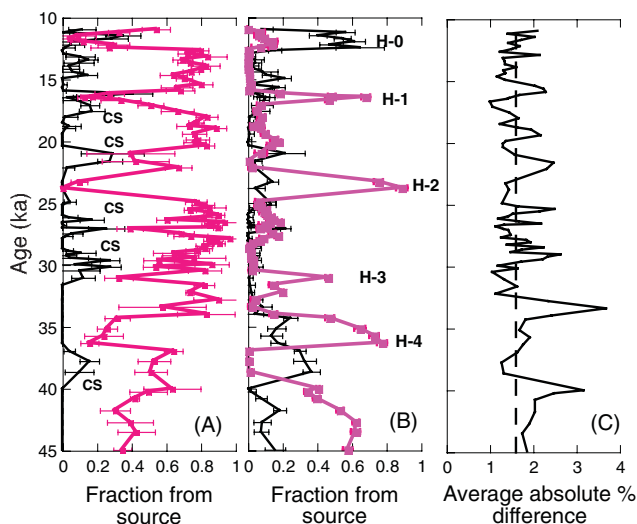 Age (ka)
10
15
20
25
30
35
40
45
CS
CS
CS
CS
(A)
0 0.2 0.4 0.6 0.8
Fraction from
source
H-0
H-1
H-2
H-3
H-4
(B)
0 0.2 0.4 0.6 0.8 1
Fraction from
source
(C)
0 1 2 3 4
Average absolute %
difference